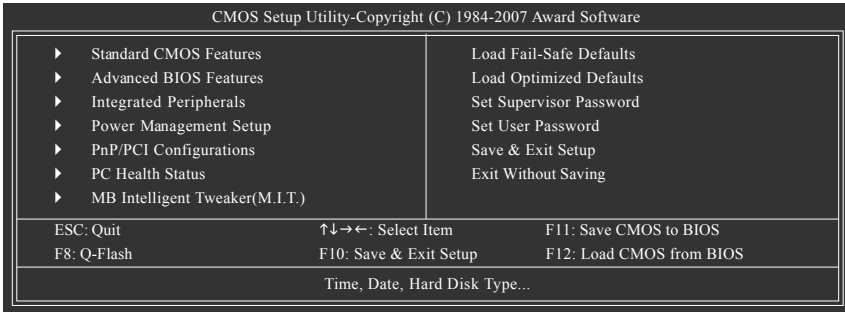 CMOS Setup Utility-Copyright (C) 1984-2007 Award Software
Standard CMOS Features
Advanced BIOS Features
Integrated Peripherals
Power Management Setup
PnP/PCI Configurations
PC Health Status
MB Intelligent Tweaker(M.I.T.)
Load Fail-Safe Defaults
Load Optimized Defaults
Set Supervisor Password
Set User Password
Save & Exit Setup
Exit Without Saving
ESC: Quit ↑↓→←: Select Item F11: Save CMOS to BIOS
F8: Q-Flash F10: Save & Exit Setup F12: Load CMOS from BIOS
Time, Date, Hard Disk Type...